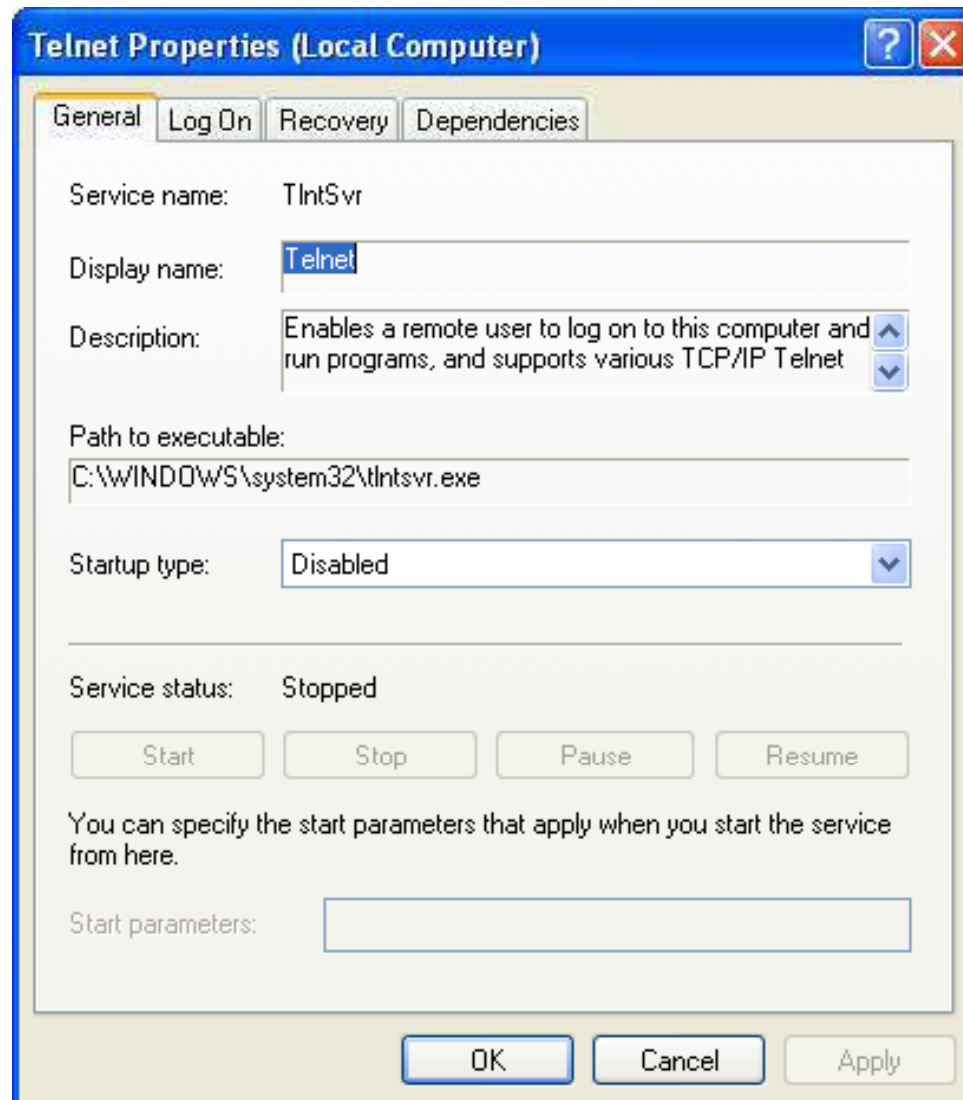 Telnet Properties (Local Computer)
General Log On Recovery Dependencies
Service name: TlntSvr
Display name: Telnet
Description: Enables a remote user to log on to this computer and
run programs, and supports various TCP/IP Telnet
Path to executable:
C:\WINDOWS\system32\tlntsvr.exe
Startup type: Disabled
Service status: Stopped
Start Stop Pause Resume
You can specify the start parameters that apply when you start the service
from here.
Start parameters:
OK Cancel Apply